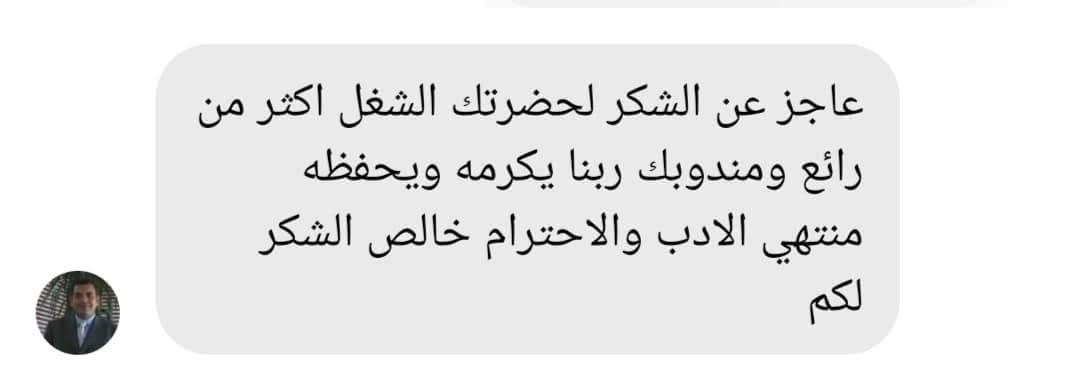 عاجز عن الشكر لحضرتك الشغل اكثر من
رائع ومندوبك ربنا يكرمه ويحفظه
منتهي الادب والاحترام خالص الشكر
لكم